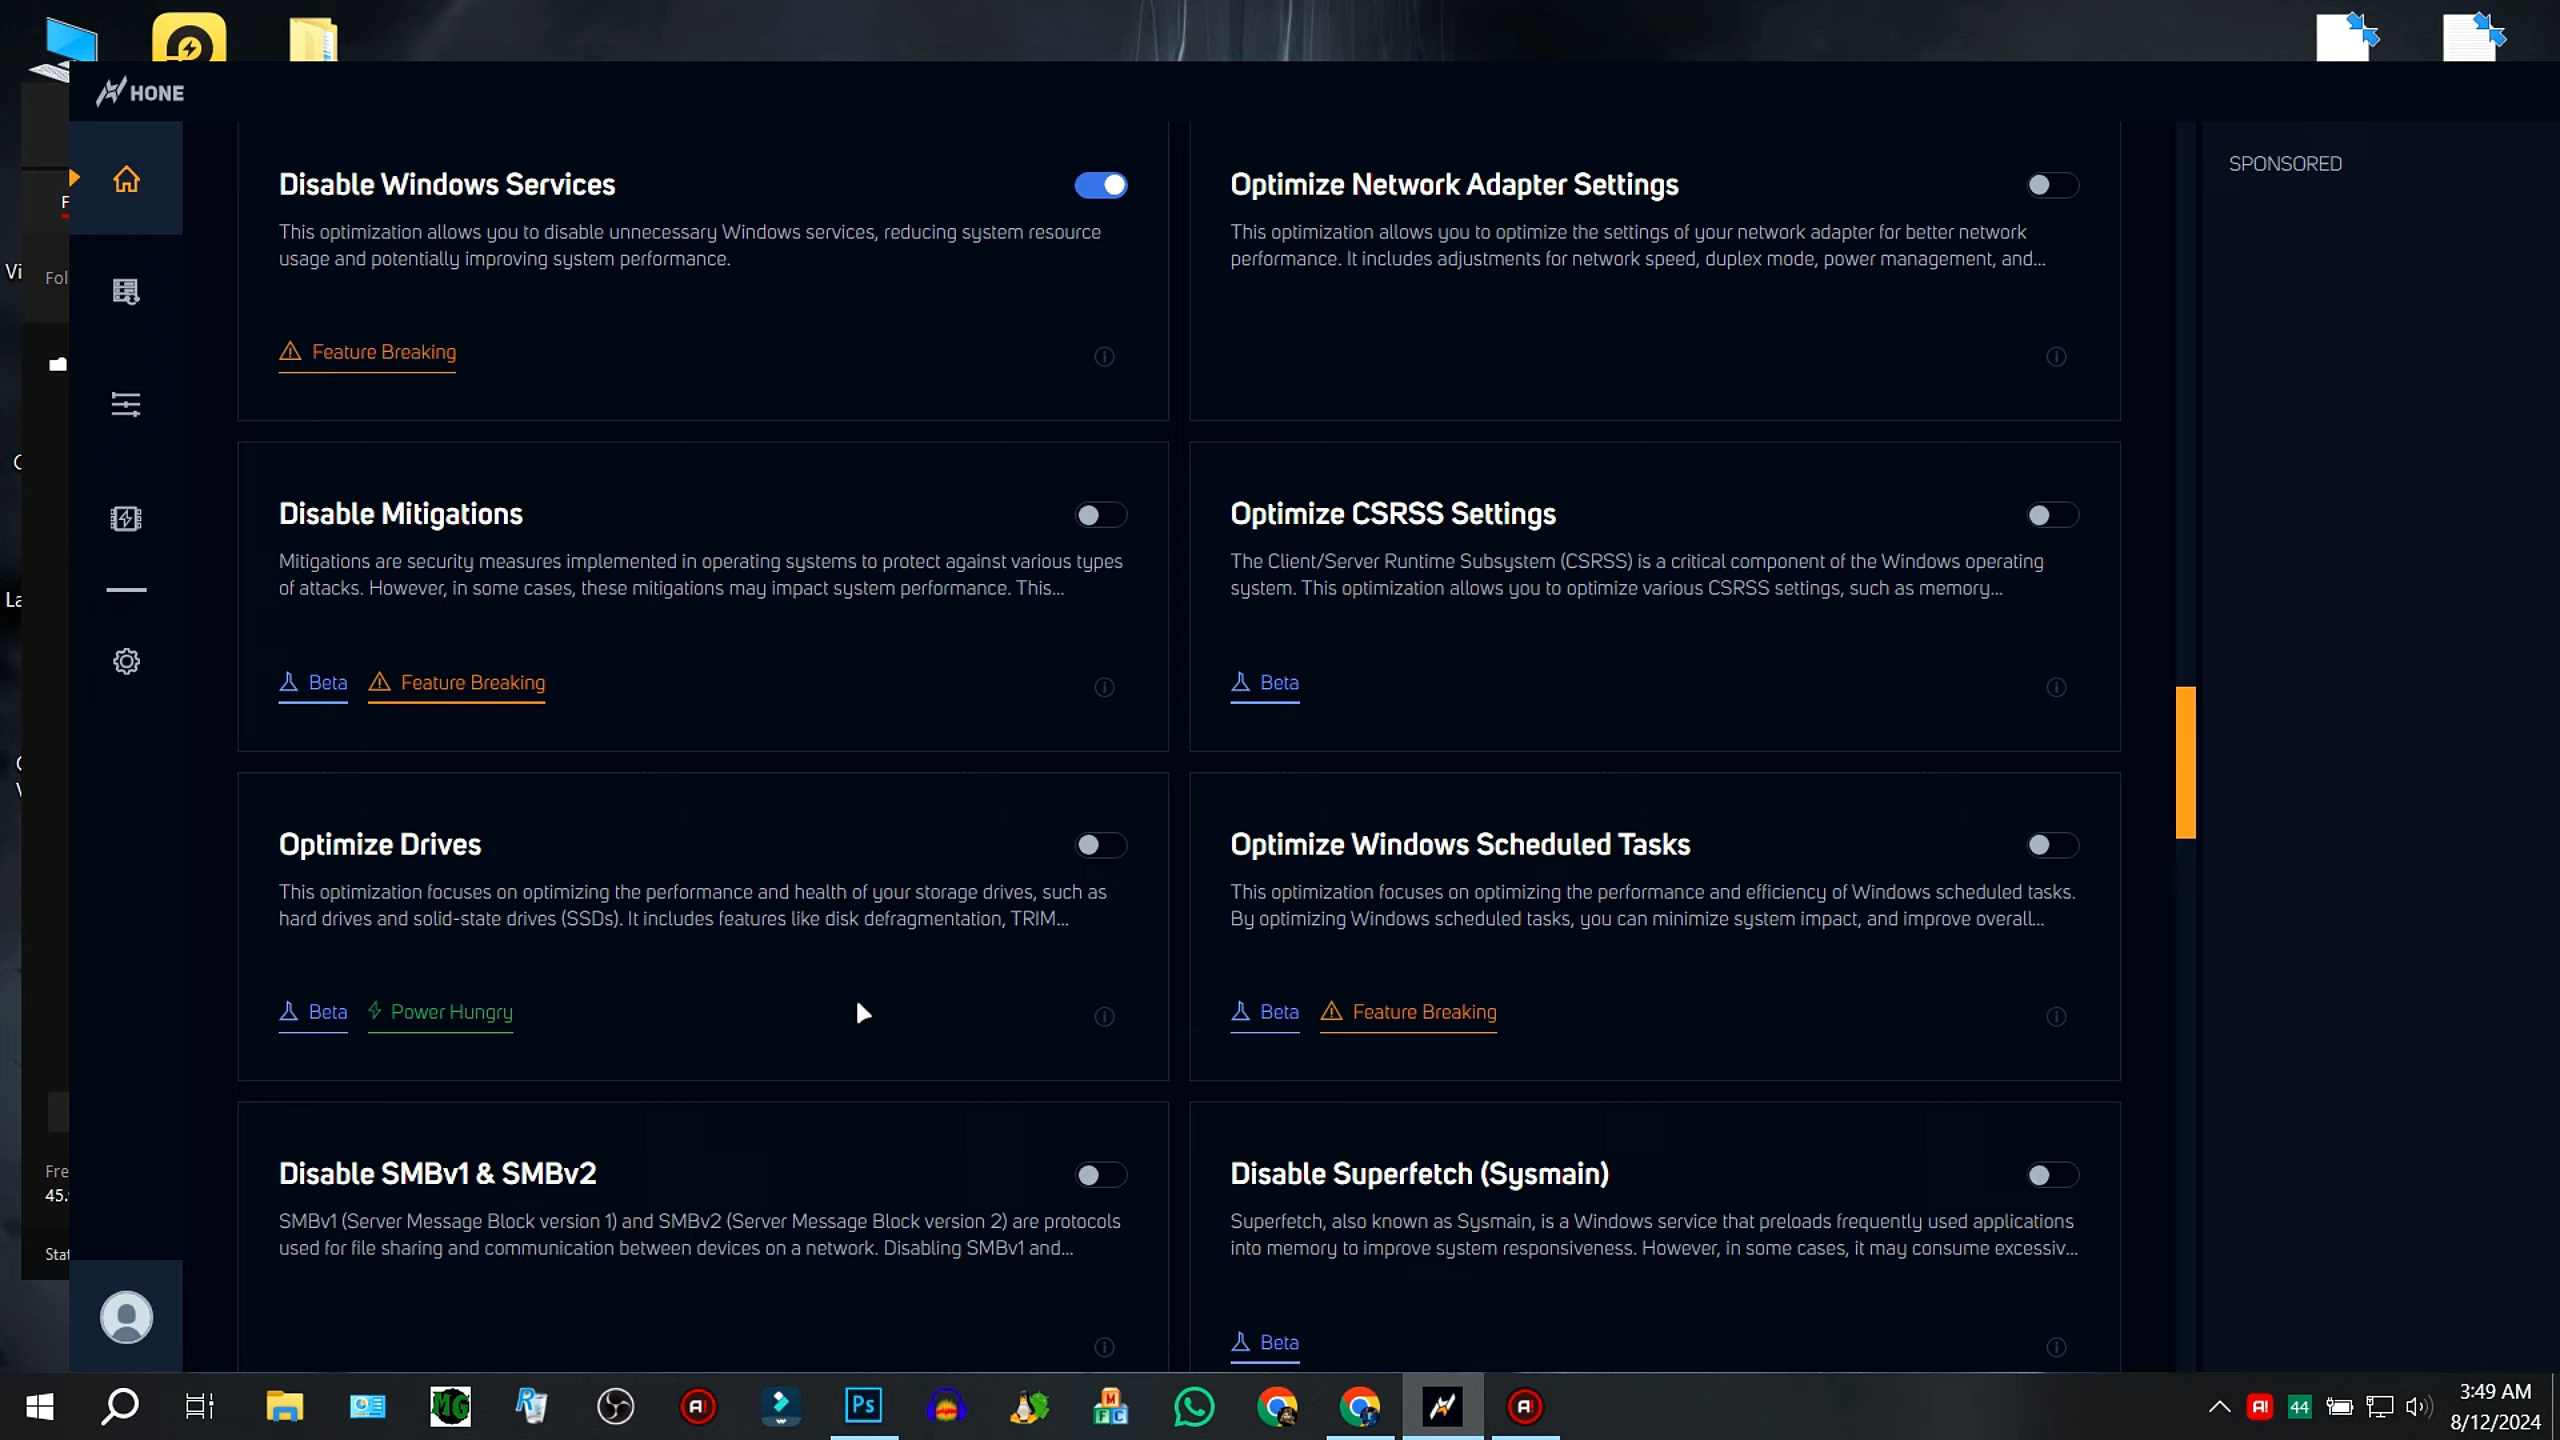 HONE
SPONSORED
Disable Windows Services
This optimization allows you to disable unnecessary Windows services, reducing system resource
usage and potentially improving system performance.
Feature Breaking
Optimize Network Adapter Settings
This optimization allows you to optimize the settings of your network adapter for better network
performance. It includes adjustments for network speed, duplex mode, power management, and...
Disable Mitigations
Mitigations are security measures implemented in operating systems to protect against various types
of attacks. However, in some cases, these mitigations may impact system performance. This...
Beta Feature Breaking
Optimize CSRSS Settings
The Client/Server Runtime Subsystem (CSRSS) is a critical component of the Windows operating
system. This optimization allows you to optimize various CSRSS settings, such as memory...
Beta
Optimize Drives
This optimization focuses on optimizing the performance and health of your storage drives, such as
hard drives and solid-state drives (SSDs). It includes features like disk defragmentation, TRIM...
Beta Power Hungry
Optimize Windows Scheduled Tasks
This optimization focuses on optimizing the performance and efficiency of Windows scheduled tasks.
By optimizing Windows scheduled tasks, you can minimize system impact, and improve overall...
Beta Feature Breaking
Disable SMBv1 & SMBv2
SMBv1 (Server Message Block version 1) and SMBv2 (Server Message Block version 2) are protocols
used for file sharing and communication between devices on a network. Disabling SMBv1 and...
Disable Superfetch (Sysmain)
Superfetch, also known as Sysmain, is a Windows service that preloads frequently used applications
into memory to improve system responsiveness. However, in some cases, it may consume excessiv...
Beta
F
Vi
Fol
La
Fre
45.
Stat
MG
A!
Ps
M
F C
A!
A!
44
3:49 AM
8/12/2024